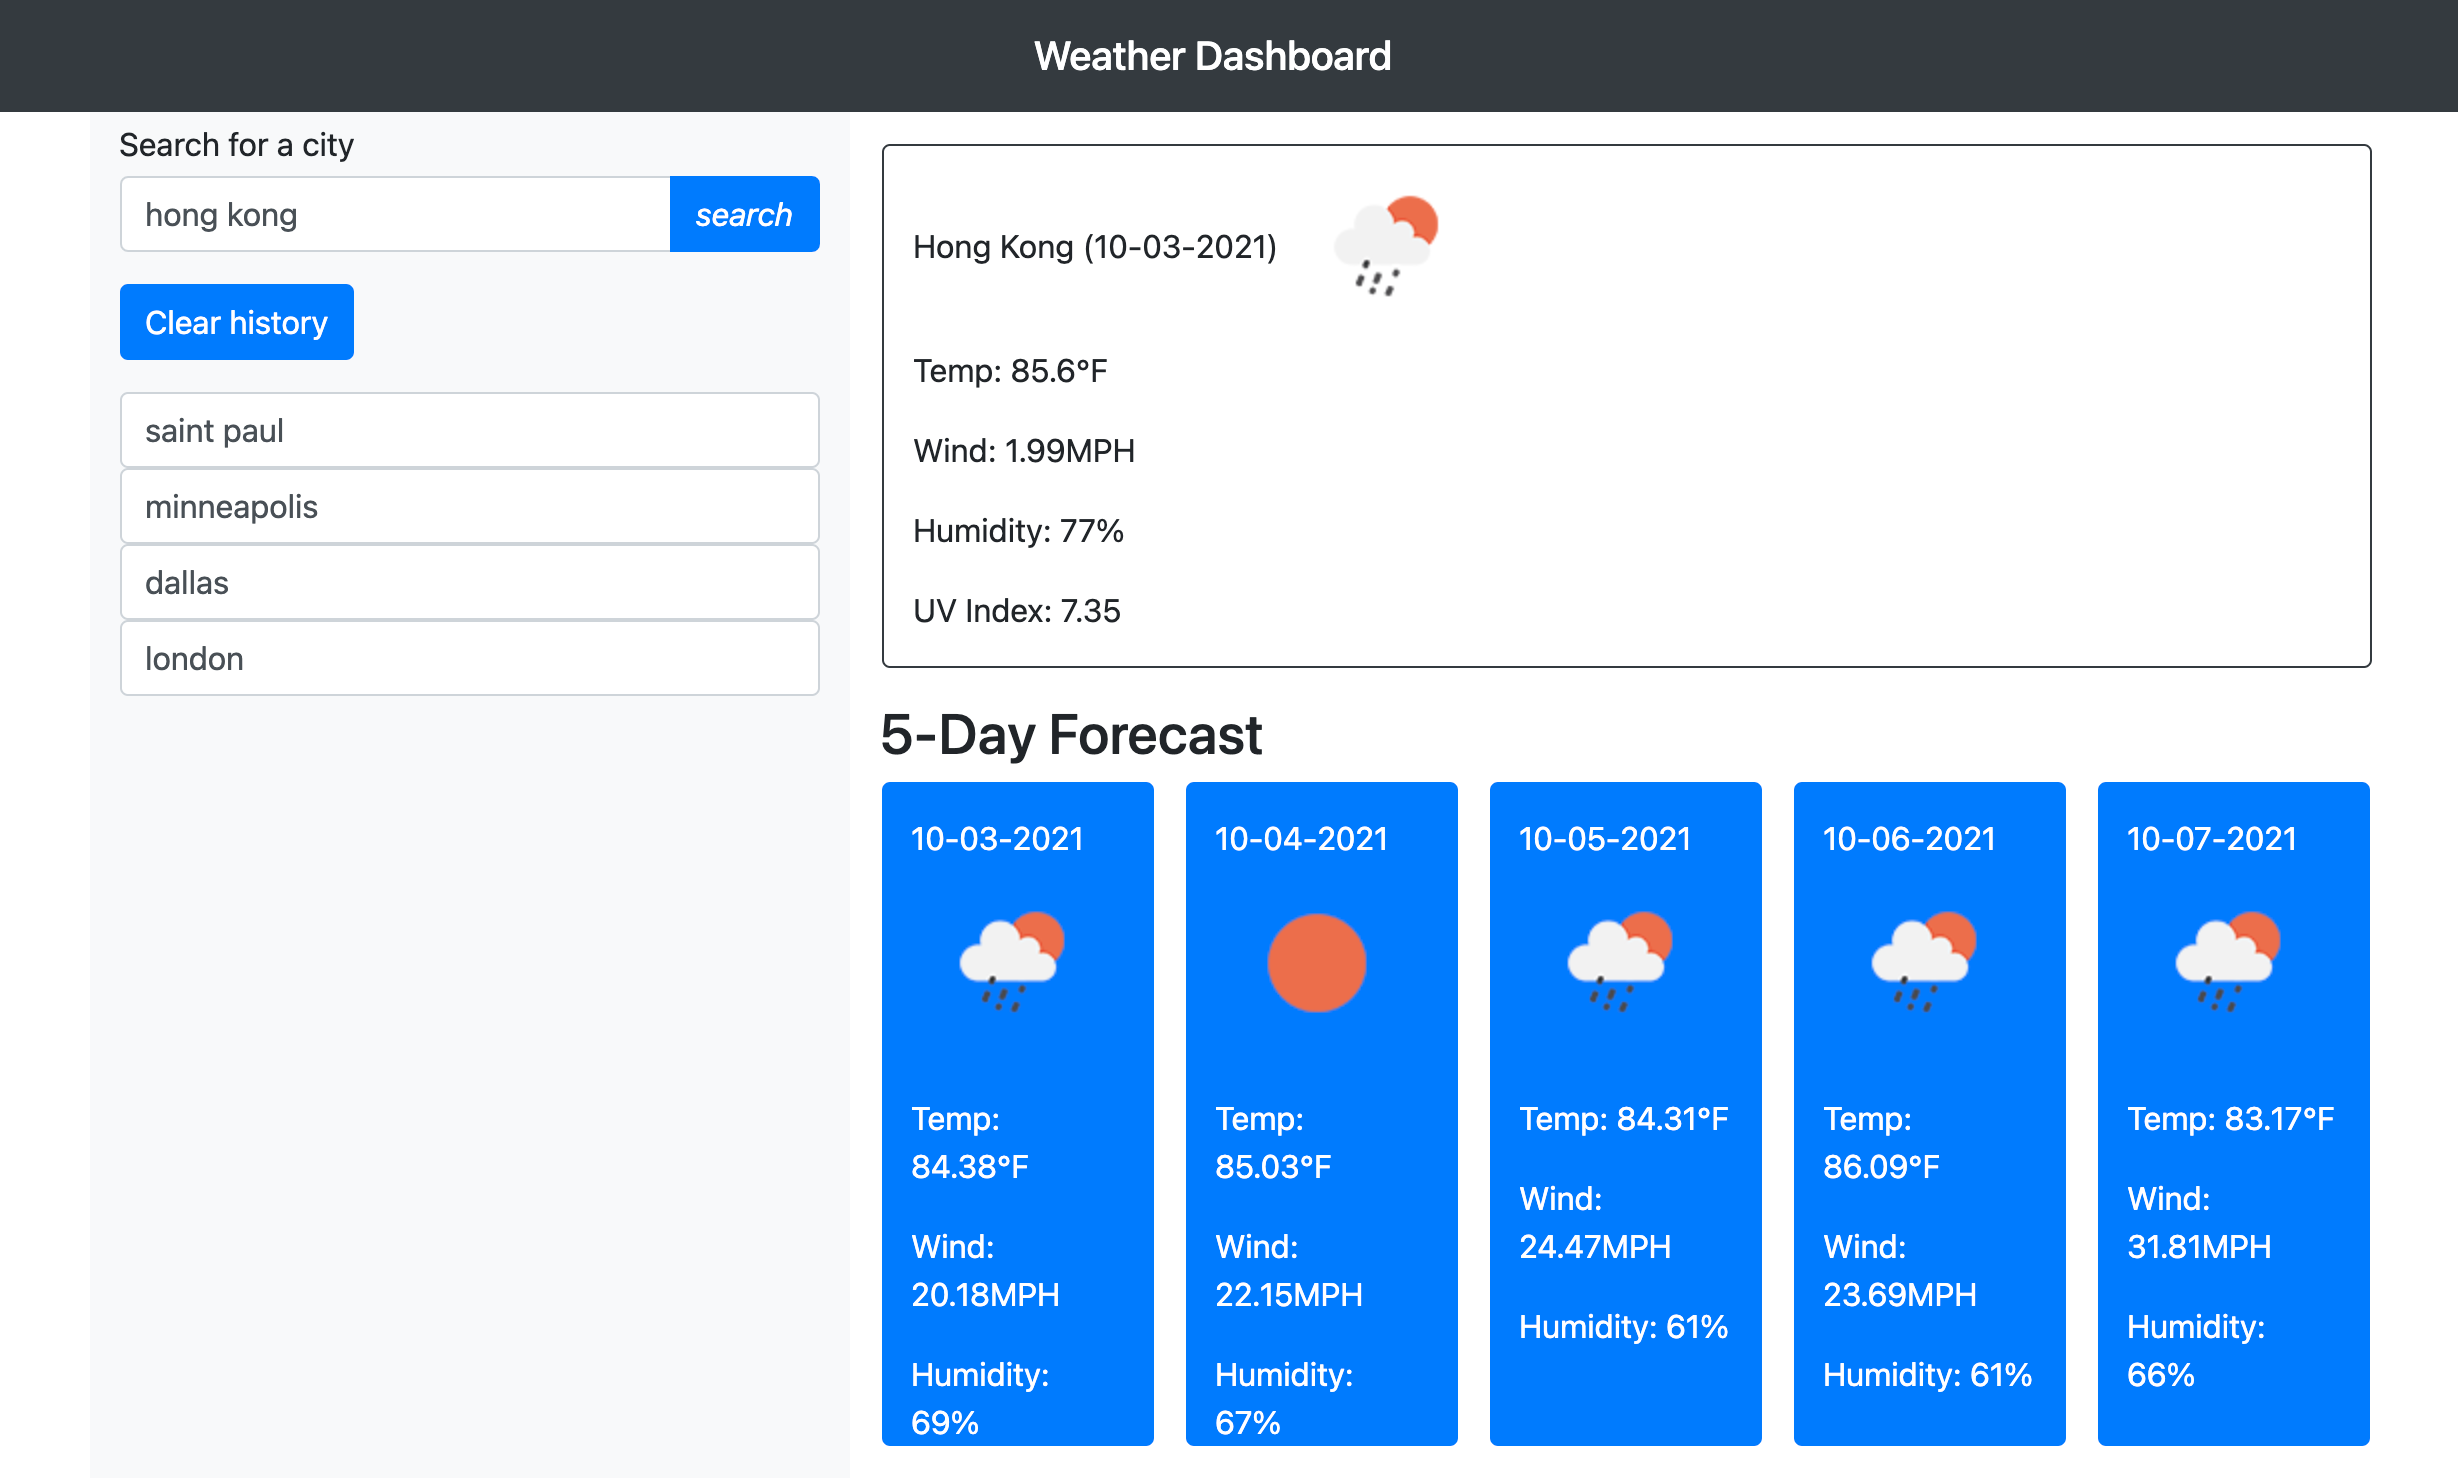 Weather Dashboard
Search for a city
hong kong
search
Clear history
saint paul
minneapolis
dallas
london
Hong Kong (10-03-2021)
Temp: 85.6°F
Wind: 1.99MPH
Humidity: 77%
UV Index: 7.35
5-Day Forecast
10-03-2021
Temp:
84.38°F
Wind:
20.18MPH
Humidity:
69%
10-04-2021
Temp:
85.03°F
Wind:
22.15MPH
Humidity:
67%
10-05-2021
Temp: 84.31°F
Wind:
24.47MPH
Humidity: 61%
10-06-2021
Temp:
86.09°F
Wind:
23.69MPH
Humidity: 61%
10-07-2021
Temp: 83.17°F
Wind:
31.81MPH
Humidity:
66%